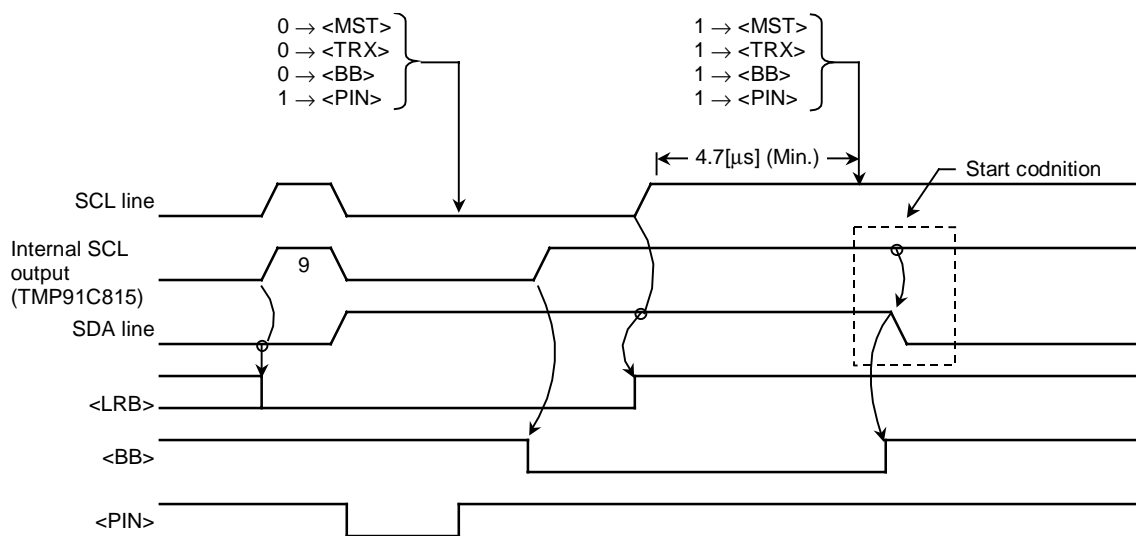 0 → <MST>
0 → <TRX>
0 → <BB>
1 → <PIN>
1 → <MST>
1 → <TRX>
1 → <BB>
1 → <PIN>
4.7[μs] (Min.)
Start codnition
SCL line
Internal SCL
output
(TMP91C815)
9
SDA line
<LRB>
<BB>
<PIN>